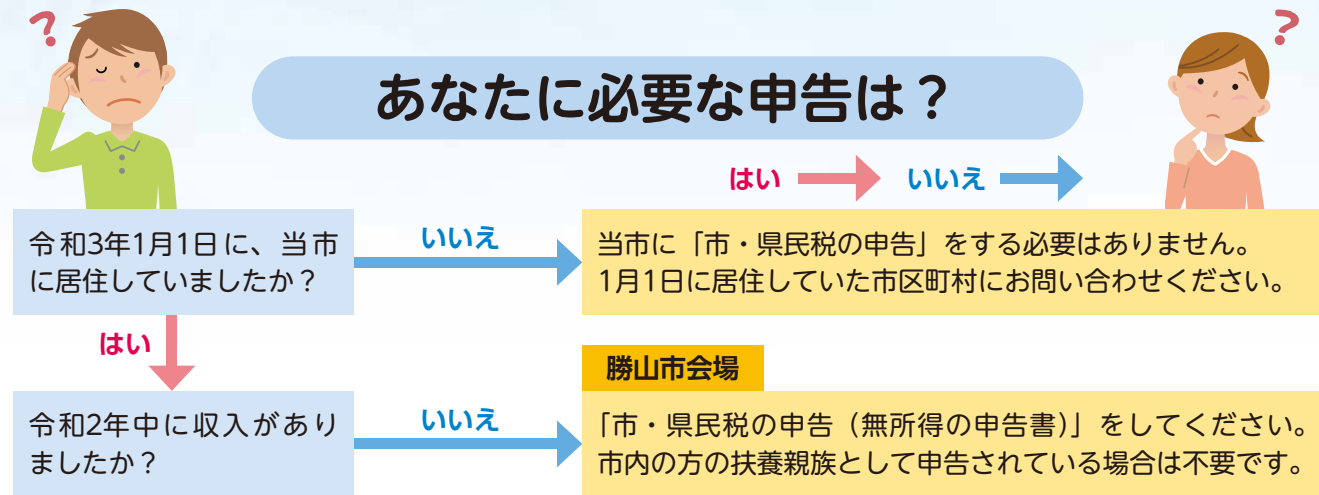 ?
?
あなたに必要な申告は？
はい
いいえ
令和3年1月1日に、当市
に居住していましたか？
いいえ
当市に「市・県民税の申告」をする必要はありません。
1月1日に居住していた市区町村にお問い合わせください。
はい
勝山市会場
令和2年中に収入があり
ましたか？
いいえ
「市・県民税の申告（無所得の申告書）」をしてください。
市内の方の扶養親族として申告されている場合は不要です。